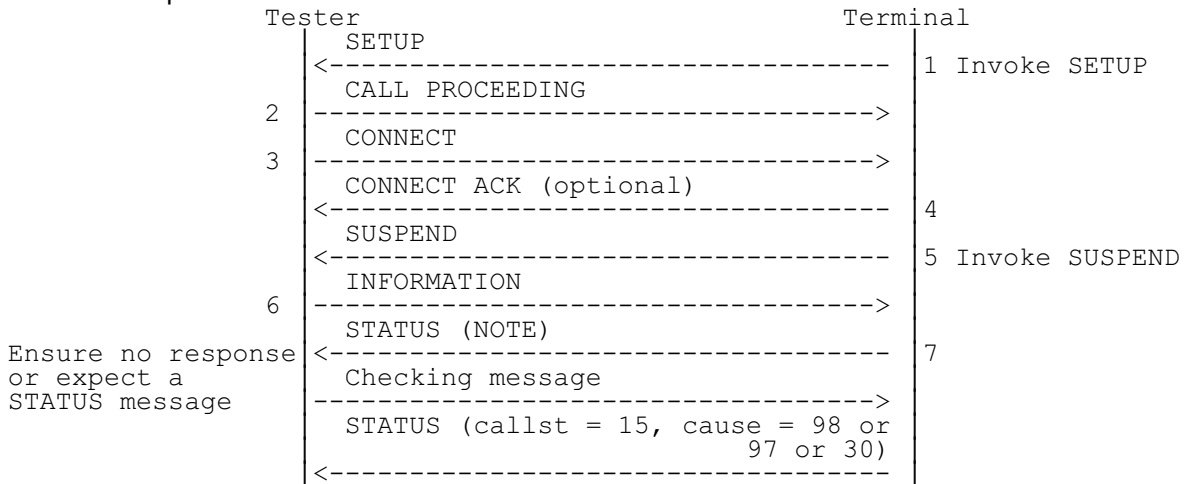 Tester Terminal
SETUP
<----------------------------------- 1 Invoke SETUP
CALL PROCEEDING
2 ----------------------------------->
CONNECT
3 ----------------------------------->
CONNECT ACK (optional)
<----------------------------------- 4
SUSPEND
<----------------------------------- 5 Invoke SUSPEND
INFORMATION
6 ----------------------------------->
STATUS (NOTE)
Ensure no response <----------------------------------- 7
or expect a Checking message
STATUS message ----------------------------------->
STATUS (callst = 15, cause = 98 or
97 or 30)
<-----------------------------------